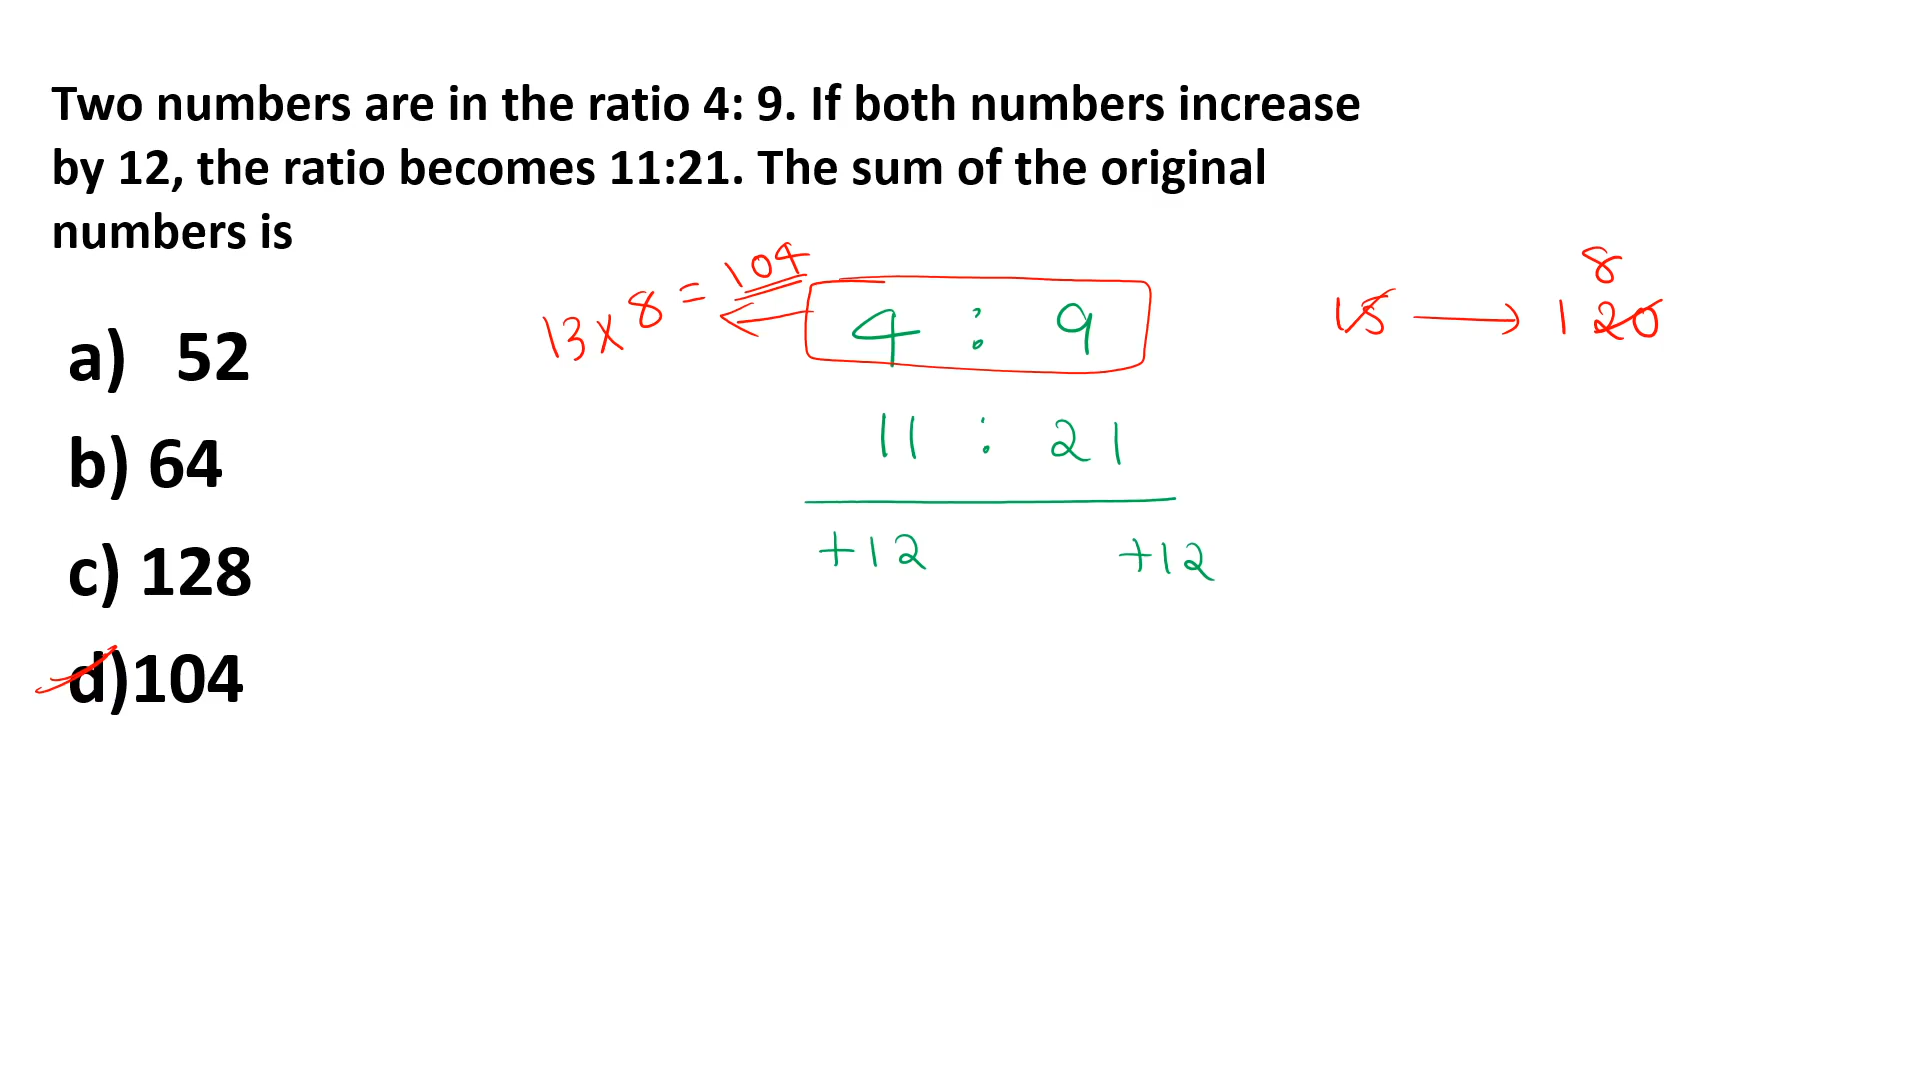 Two numbers are in the ratio 4: 9. If both numbers increase
by 12, the ratio becomes 11:21. The sum of the original
numbers is
13 x 8 = 104
4 : 9
8
15 → 120
11 : 21
+12 +12
a) 52
b) 64
c) 128
d)104